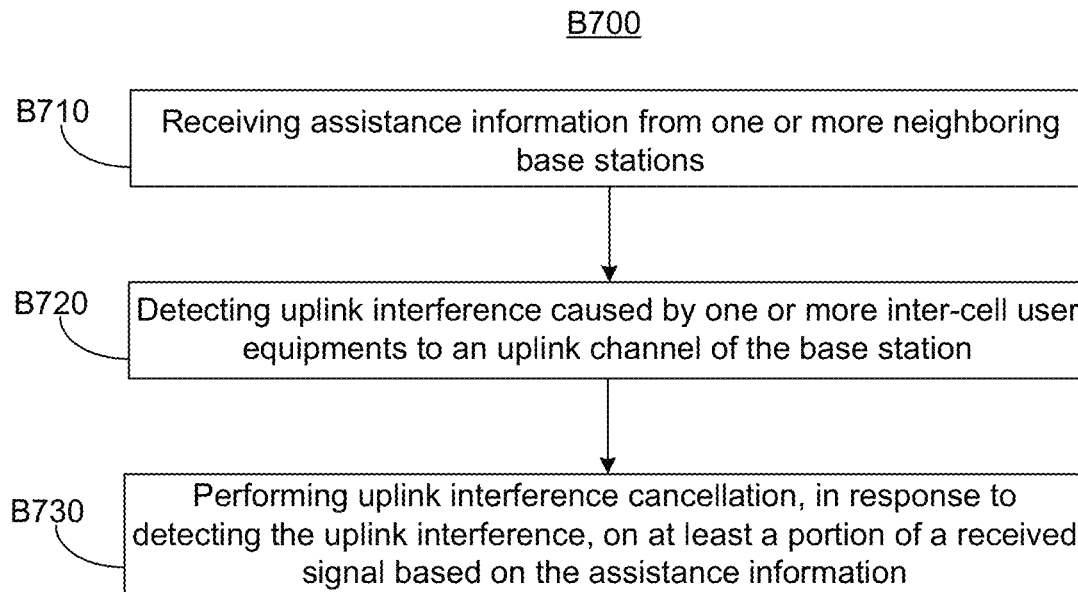 B700
B710
Receiving assistance information from one or more neighboring
base stations
B720
Detecting uplink interference caused by one or more inter-cell user
equipments to an uplink channel of the base station
B730
Performing uplink interference cancellation, in response to
detecting the uplink interference, on at least a portion of a received
signal based on the assistance information